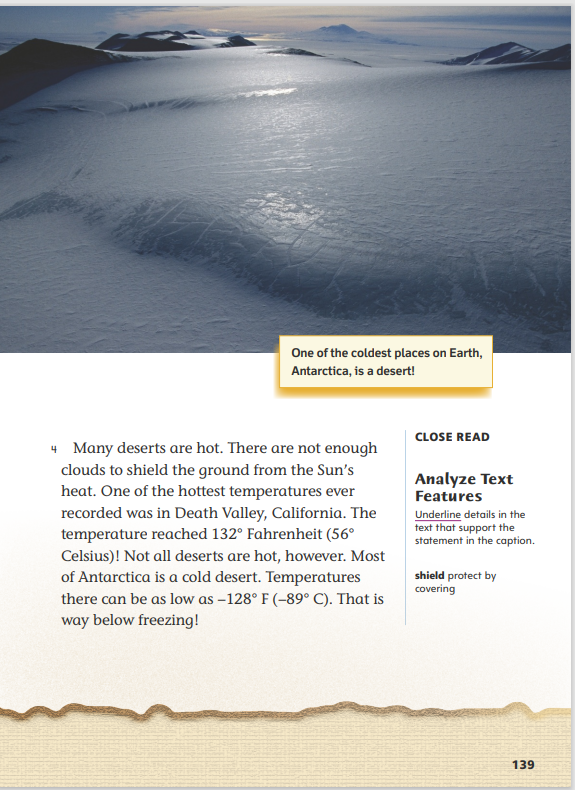 One of the coldest places on Earth,
Antarctica, is a desert!
4 Many deserts are hot. There are not enough
clouds to shield the ground from the Sun's
heat. One of the hottest temperatures ever
recorded was in Death Valley, California. The
temperature reached 132° Fahrenheit (56°
Celsius)! Not all deserts are hot, however. Most
of Antarctica is a cold desert. Temperatures
there can be as low as –128° F (–89° C). That is
way below freezing!
CLOSE READ
Analyze Text
Features
Underline details in the
text that support the
statement in the caption.
shield protect by
covering
139